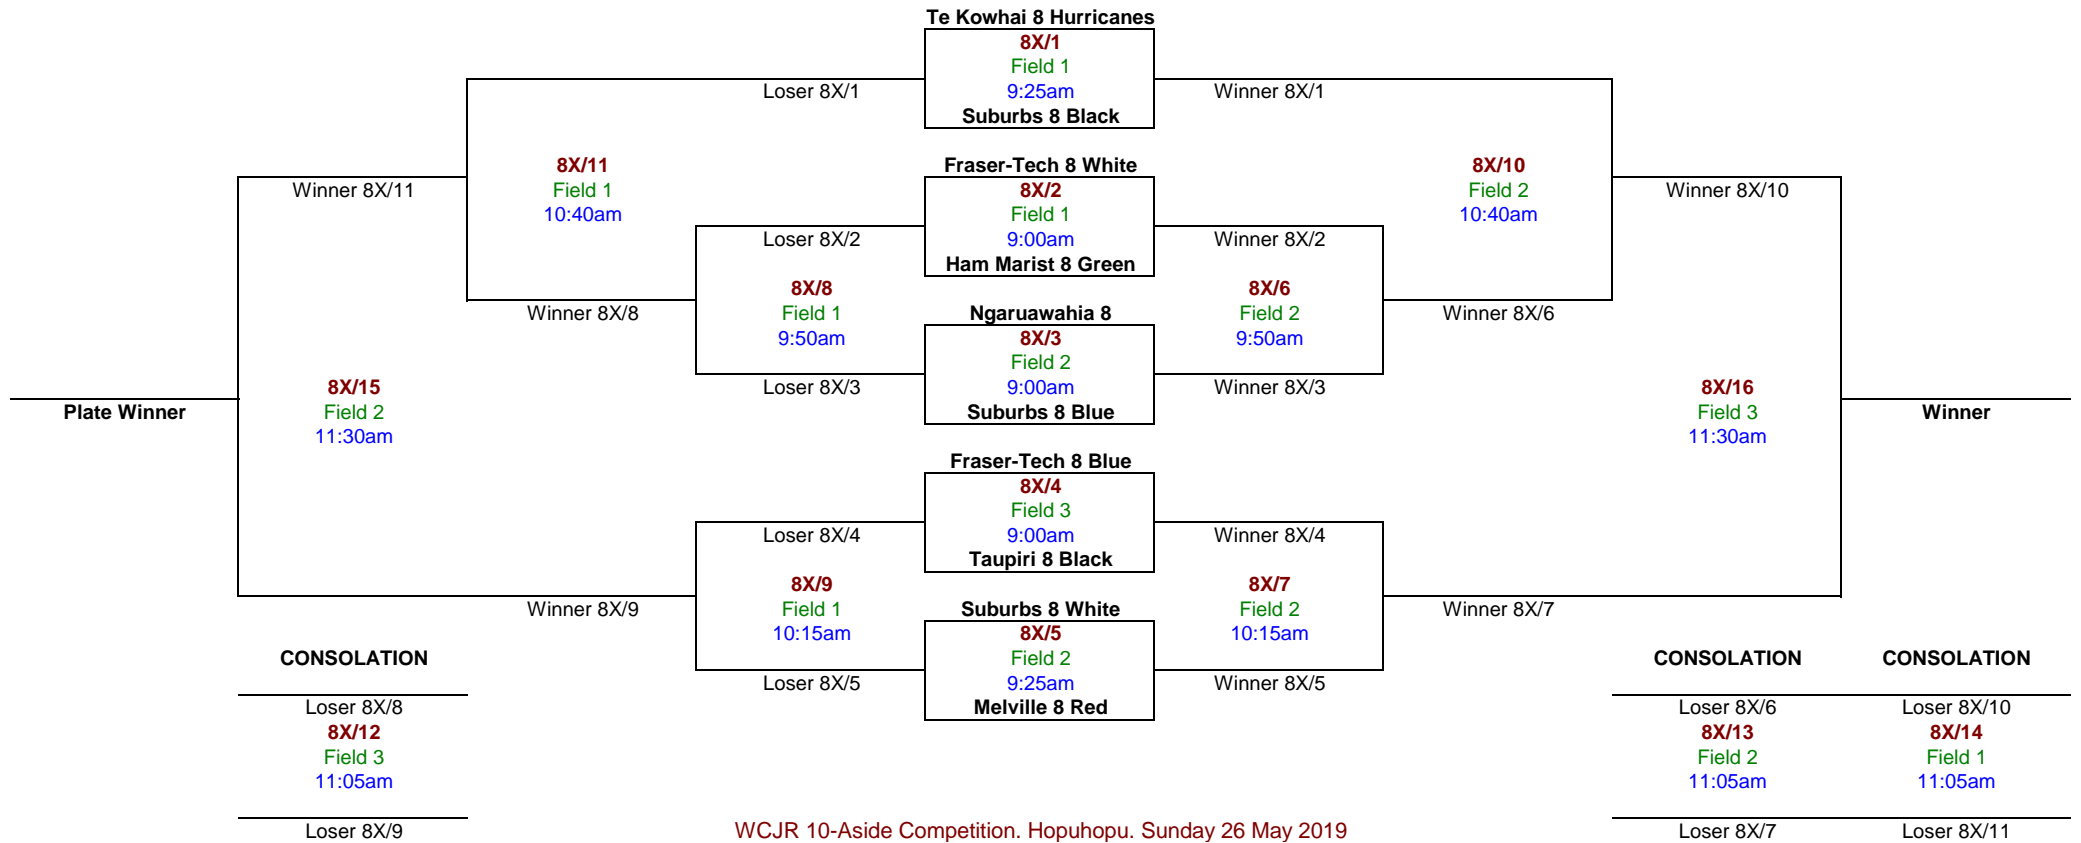 Te Kowhai 8 Hurricanes
8X/1
Field 1
Loser 8X/1
9:25am
Winner 8X/1
Suburbs 8 Black
8X/11
Fraser-Tech 8 White
8X/10
Winner 8X/11
Field 1
8X/2
Field 2
Winner 8X/10
10:40am
Field 1
10:40am
Loser 8X/2
9:00am
Winner 8X/2
Ham Marist 8 Green
8X/8
8X/6
Winner 8X/8
Field 1
Ngaruawahia 8
Field 2
Winner 8X/6
9:50am
8X/3
9:50am
Field 2
8X/15
Loser 8X/3
9:00am
Winner 8X/3
8X/16
Plate Winner
Field 2
Suburbs 8 Blue
Field 3
Winner
11:30am
11:30am
Fraser-Tech 8 Blue
8X/4
Field 3
Loser 8X/4
9:00am
Winner 8X/4
Taupiri 8 Black
8X/9
8X/7
Winner 8X/9
Field 1
Suburbs 8 White
Field 2
Winner 8X/7
10:15am
8X/5
10:15am
CONSOLATION
Field 2
CONSOLATION
CONSOLATION
Loser 8X/5
9:25am
Winner 8X/5
Loser 8X/8
Melville 8 Red
Loser 8X/6
Loser 8X/10
8X/12
8X/13
8X/14
Field 3
Field 2
Field 1
11:05am
11:05am
11:05am
Loser 8X/9
WCJR 10-Aside Competition. Hopuhopu. Sunday 26 May 2019
Loser 8X/7
Loser 8X/11